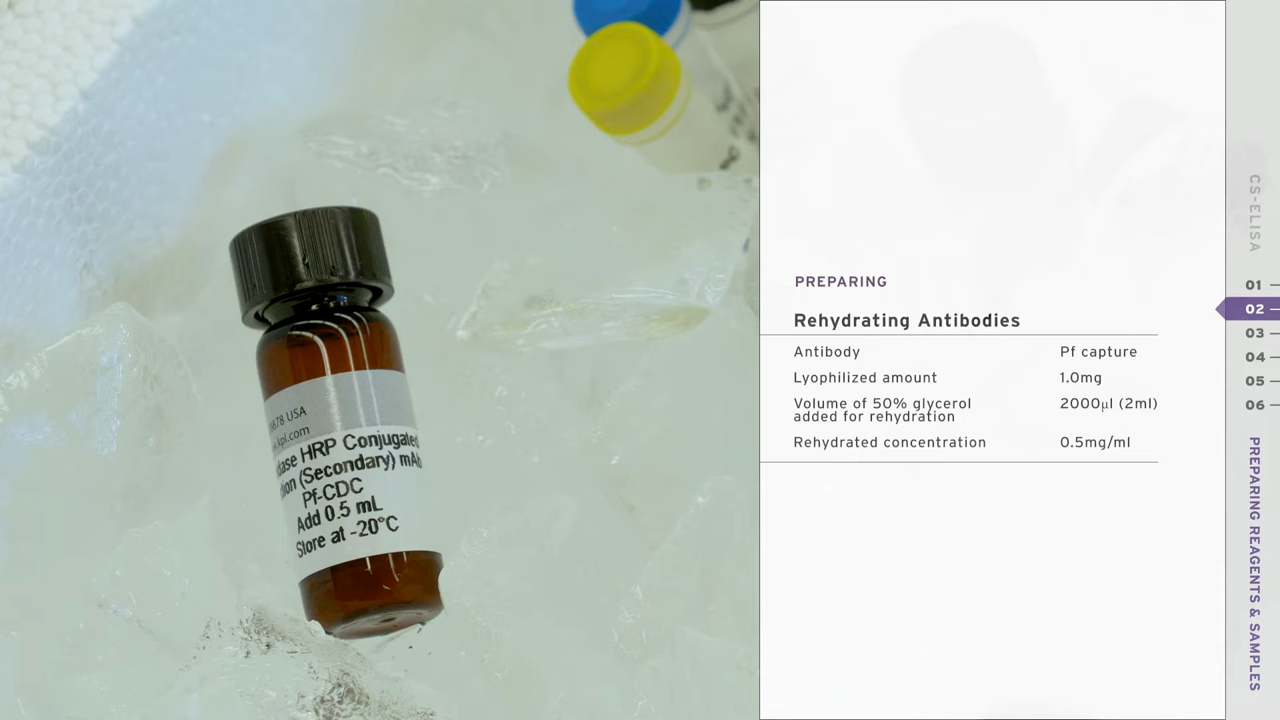 9878 USA
kpl.com
HRP Conjugated
(Secondary) mAb
Pf-CDC
Add 0.5 mL
Store at -20°C
PREPARING
Rehydrating Antibodies
Antibody Pf capture
Lyophilized amount 1.0mg
Volume of 50% glycerol
added for rehydration 2000µl (2ml)
Rehydrated concentration 0.5mg/ml
CS-ELISA
01
02
03
04
05
06
PREPARING REAGENTS & SAMPLES